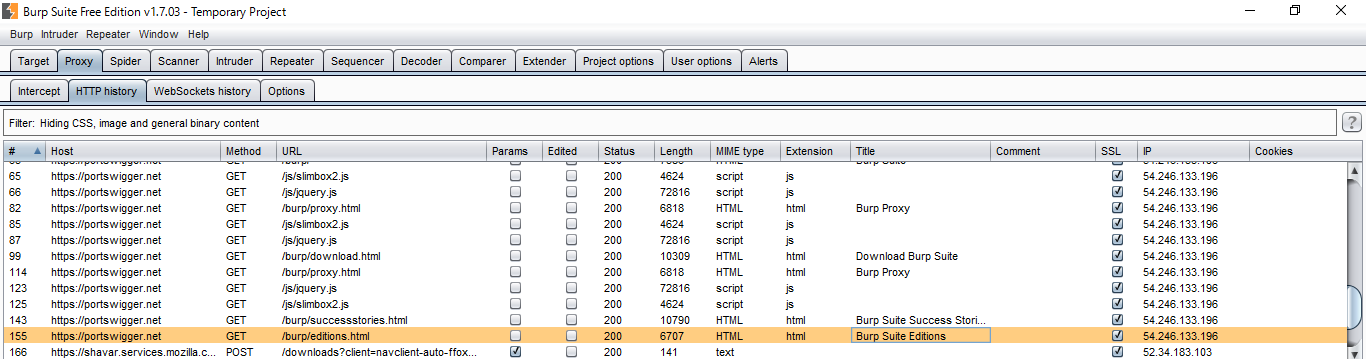 Burp Suite Free Edition v1.7.03 - Temporary Project
Burp Intruder Repeater Window Help
Target Proxy Spider Scanner Intruder Repeater Sequencer Decoder Comparer Extender Project options User options Alerts
Intercept HTTP history WebSockets history Options
Filter: Hiding CSS, image and general binary content ?
# Host Method URL Params Edited Status Length MIME type Extension Title Comment SSL IP Cookies
65 https://portswigger.net GET /js/slimbox2.js 200 4624 script js 54.246.133.196
66 https://portswigger.net GET /js/jquery.js 200 72816 script js 54.246.133.196
82 https://portswigger.net GET /burp/proxy.html 200 6818 HTML html Burp Proxy 54.246.133.196
85 https://portswigger.net GET /js/slimbox2.js 200 4624 script js 54.246.133.196
87 https://portswigger.net GET /js/jquery.js 200 72816 script js 54.246.133.196
99 https://portswigger.net GET /burp/download.html 200 10309 HTML html Download Burp Suite 54.246.133.196
114 https://portswigger.net GET /burp/proxy.html 200 6818 HTML html Burp Proxy 54.246.133.196
123 https://portswigger.net GET /js/jquery.js 200 72816 script js 54.246.133.196
125 https://portswigger.net GET /js/slimbox2.js 200 4624 script js 54.246.133.196
143 https://portswigger.net GET /burp/successstories.html 200 10790 HTML html Burp Suite Success Stori... 54.246.133.196
155 https://portswigger.net GET /burp/editions.html 200 6707 HTML html Burp Suite Editions 54.246.133.196
166 https://shavar.services.mozilla.c... POST /downloads?client=navclient-auto-ffox... 200 141 text 52.34.183.103